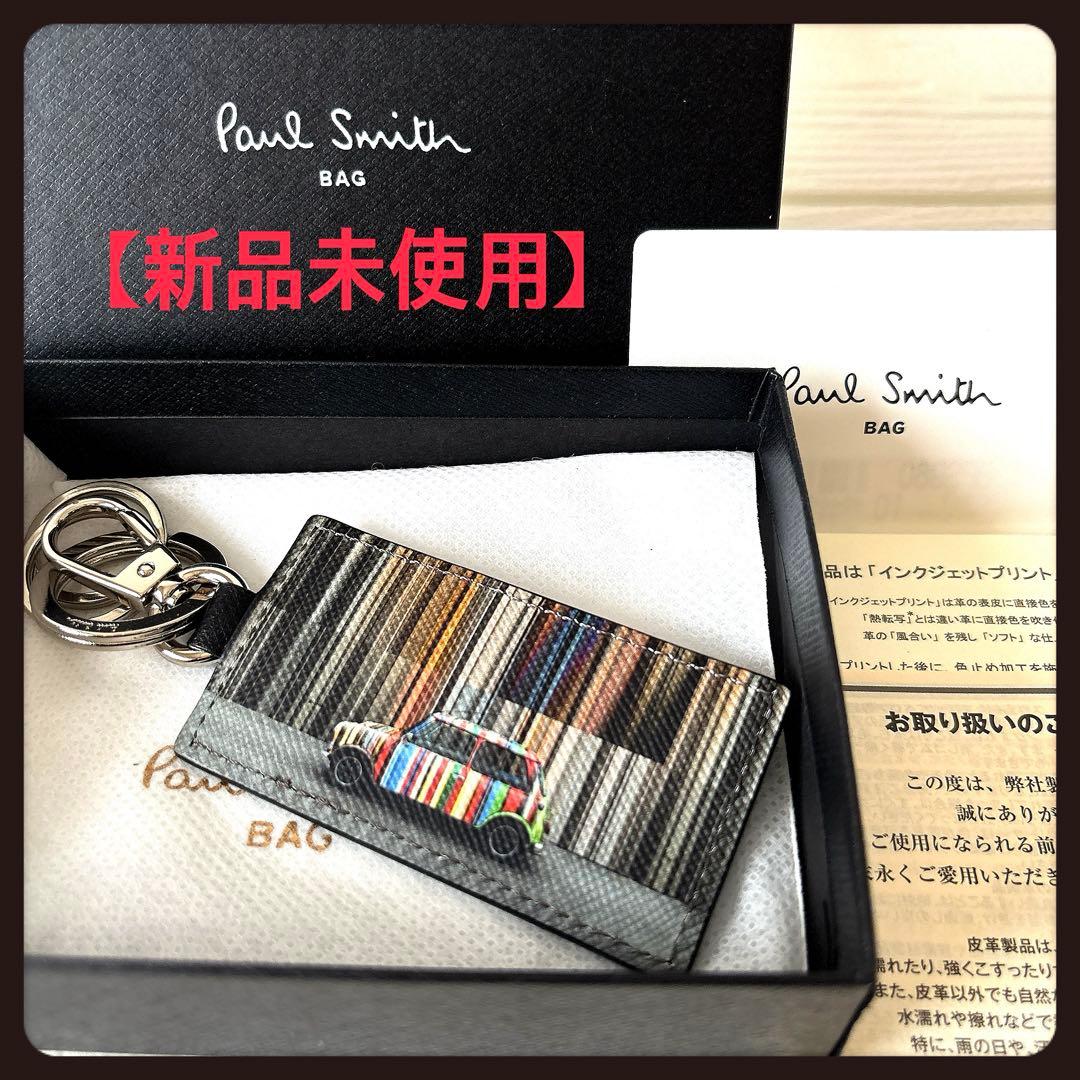 Paul Smith
BAG
【新品未使用】
Paul Smith
BAG
品は「インクジェットプリント」
インクジェットプリント」は革の表皮に直接色を
「熱転写*」とは違い革に直接色を吹き
革の「風合い」を残し「ソフト」な仕
プリントした後に、色止め加工を施
お取り扱いのご
この度は、弊社製
誠にありが
ご使用になられる前
永くご愛用いただき
皮革製品は、
濡れたり、強くこすったり
また、皮革以外でも自然
水濡れや擦れなどで
特に、雨の日や、汗
Paul
BAG